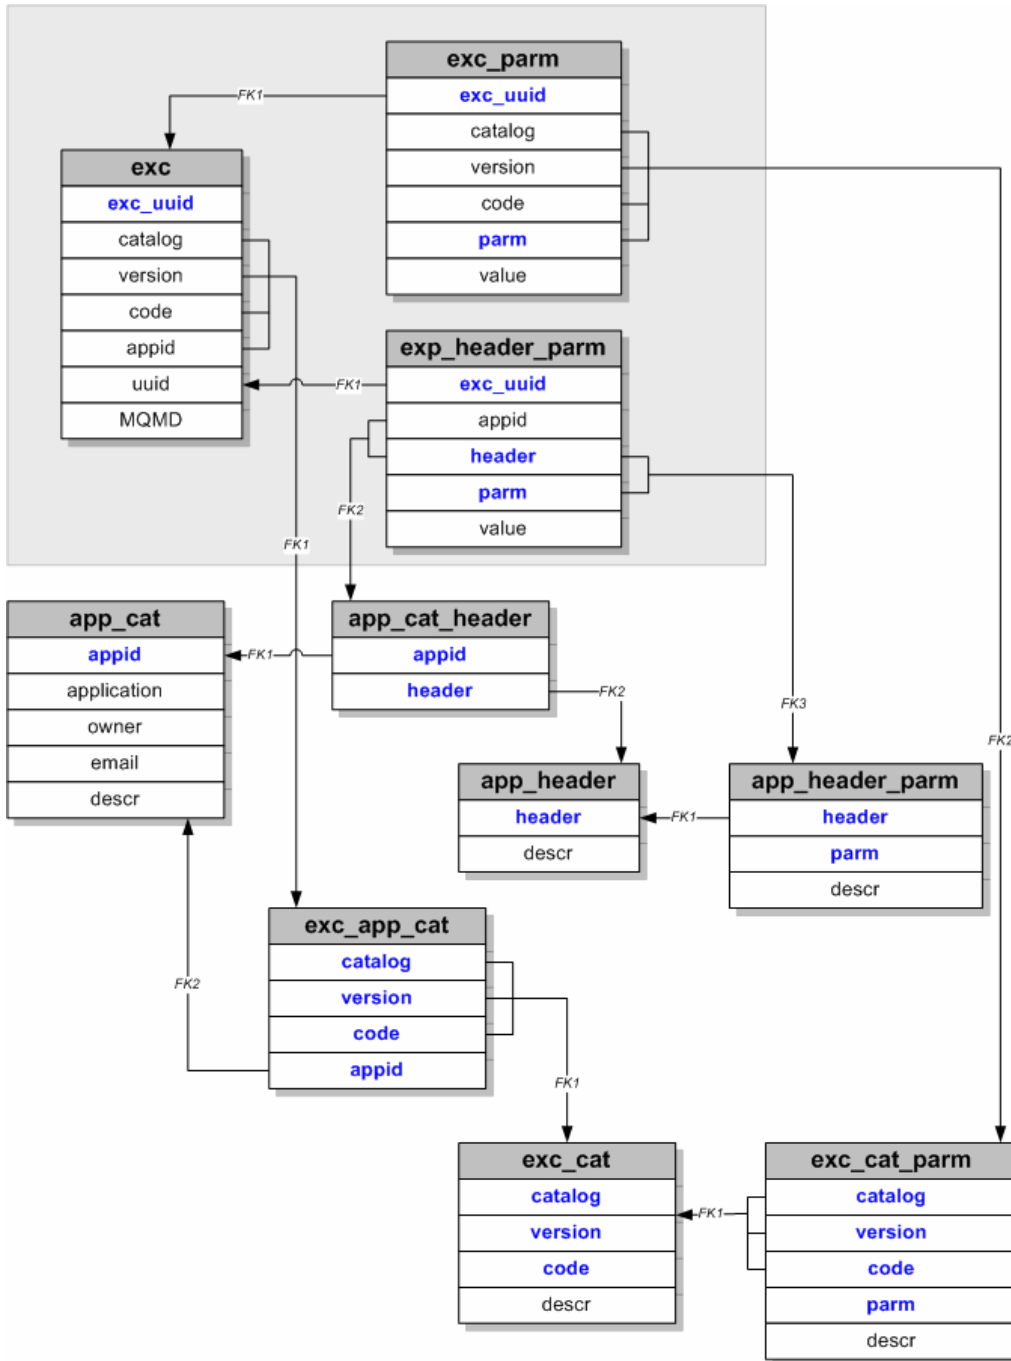 exc_parm
exc_uuid
catalog
version
code
parm
value
FK1
exc
exc_uuid
catalog
version
code
appid
uuid
MQMD
exp_header_parm
exc_uuid
appid
header
parm
value
FK1
FK2
FK1
app_cat
appid
application
owner
email
descr
app_cat_header
appid
header
FK1
FK2
FK3
FK2
app_header
header
descr
app_header_parm
header
parm
descr
FK1
exc_app_cat
catalog
version
code
appid
FK2
FK1
exc_cat
catalog
version
code
descr
exc_cat_parm
catalog
version
code
parm
descr
FK1